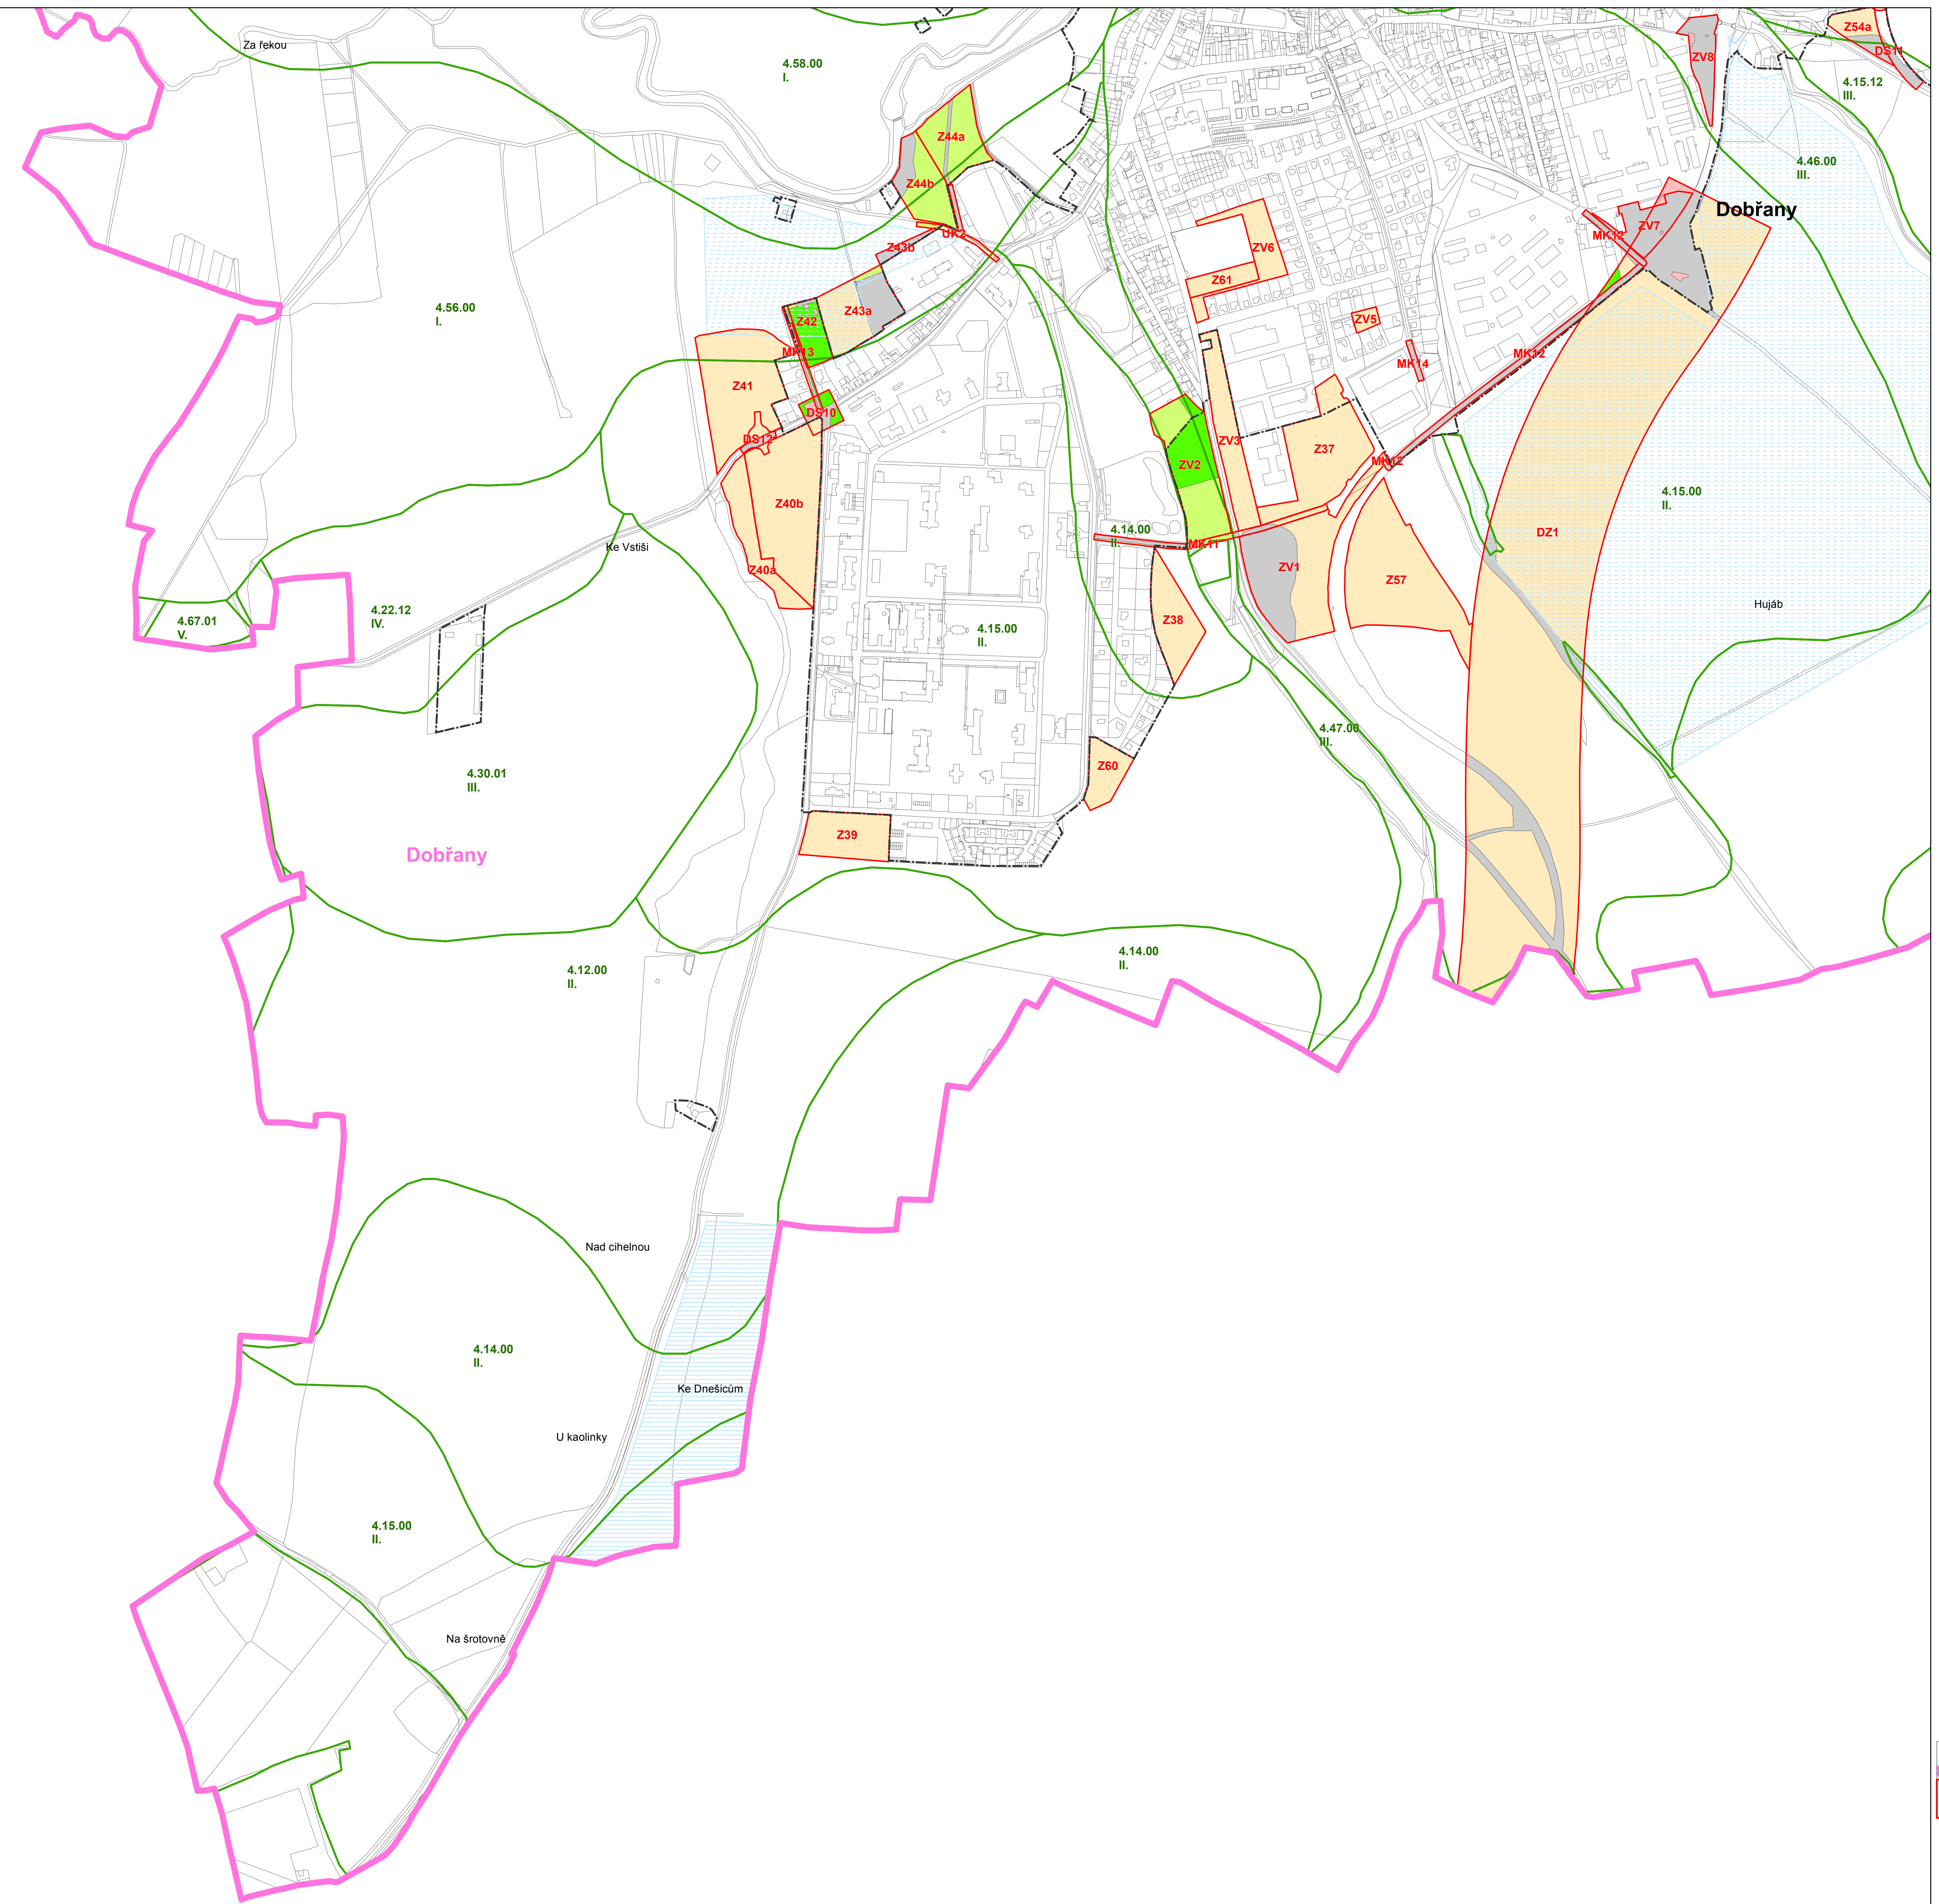 Za řekou
4.58.00
I.
Z54a
DS11
ZV8
4.15.12
III.
Z44a
4.46.00
III.
Z44b
Dobřany
ZV7
MK12
UK2
Z43b
ZV6
Z61
4.56.00
I.
Z43a
Z42
ZV5
MK13
MK12
MK14
Z41
DS10
DS12
ZV3
Z37
ZV2
MK12
Z40b
4.15.00
II.
4.14.00
II.
DZ1
Ke Vstiši
MK11
Z40a
ZV1
Z57
Hujáb
4.22.12
IV.
4.67.01
V.
Z38
4.15.00
II.
4.47.00
III.
Z60
4.30.01
III.
Z39
Dobřany
4.14.00
II.
4.12.00
II.
Nad cihelnou
4.14.00
II.
Ke Dnešicům
U kaolinky
4.15.00
II.
Na šrotovně